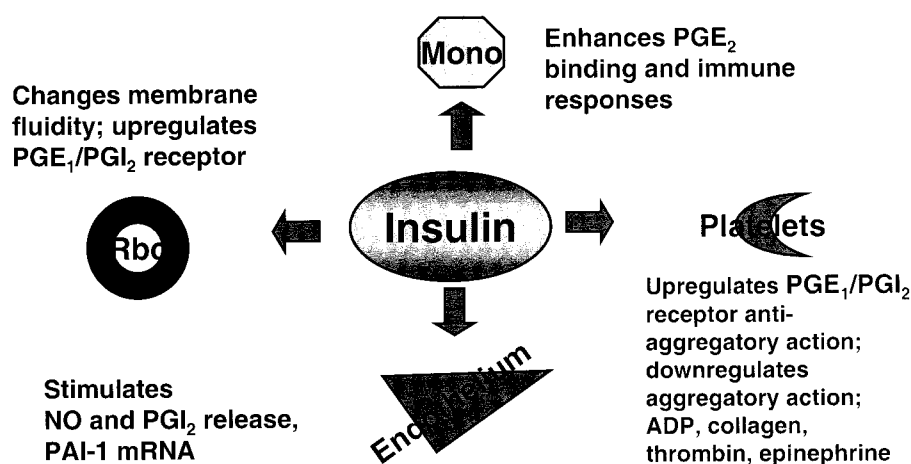 Mono
Enhances PGE₂
binding and immune
responses
Changes membrane
fluidity; upregulates
PGE₁/PGI₂ receptor
Rbc
Insulin
Platelets
Upregulates PGE₁/PGI₂
receptor anti-
aggregatory action;
downregulates
aggregatory action;
ADP, collagen,
thrombin, epinephrine
Endothelium
Stimulates
NO and PGI₂ release,
PAI-1 mRNA